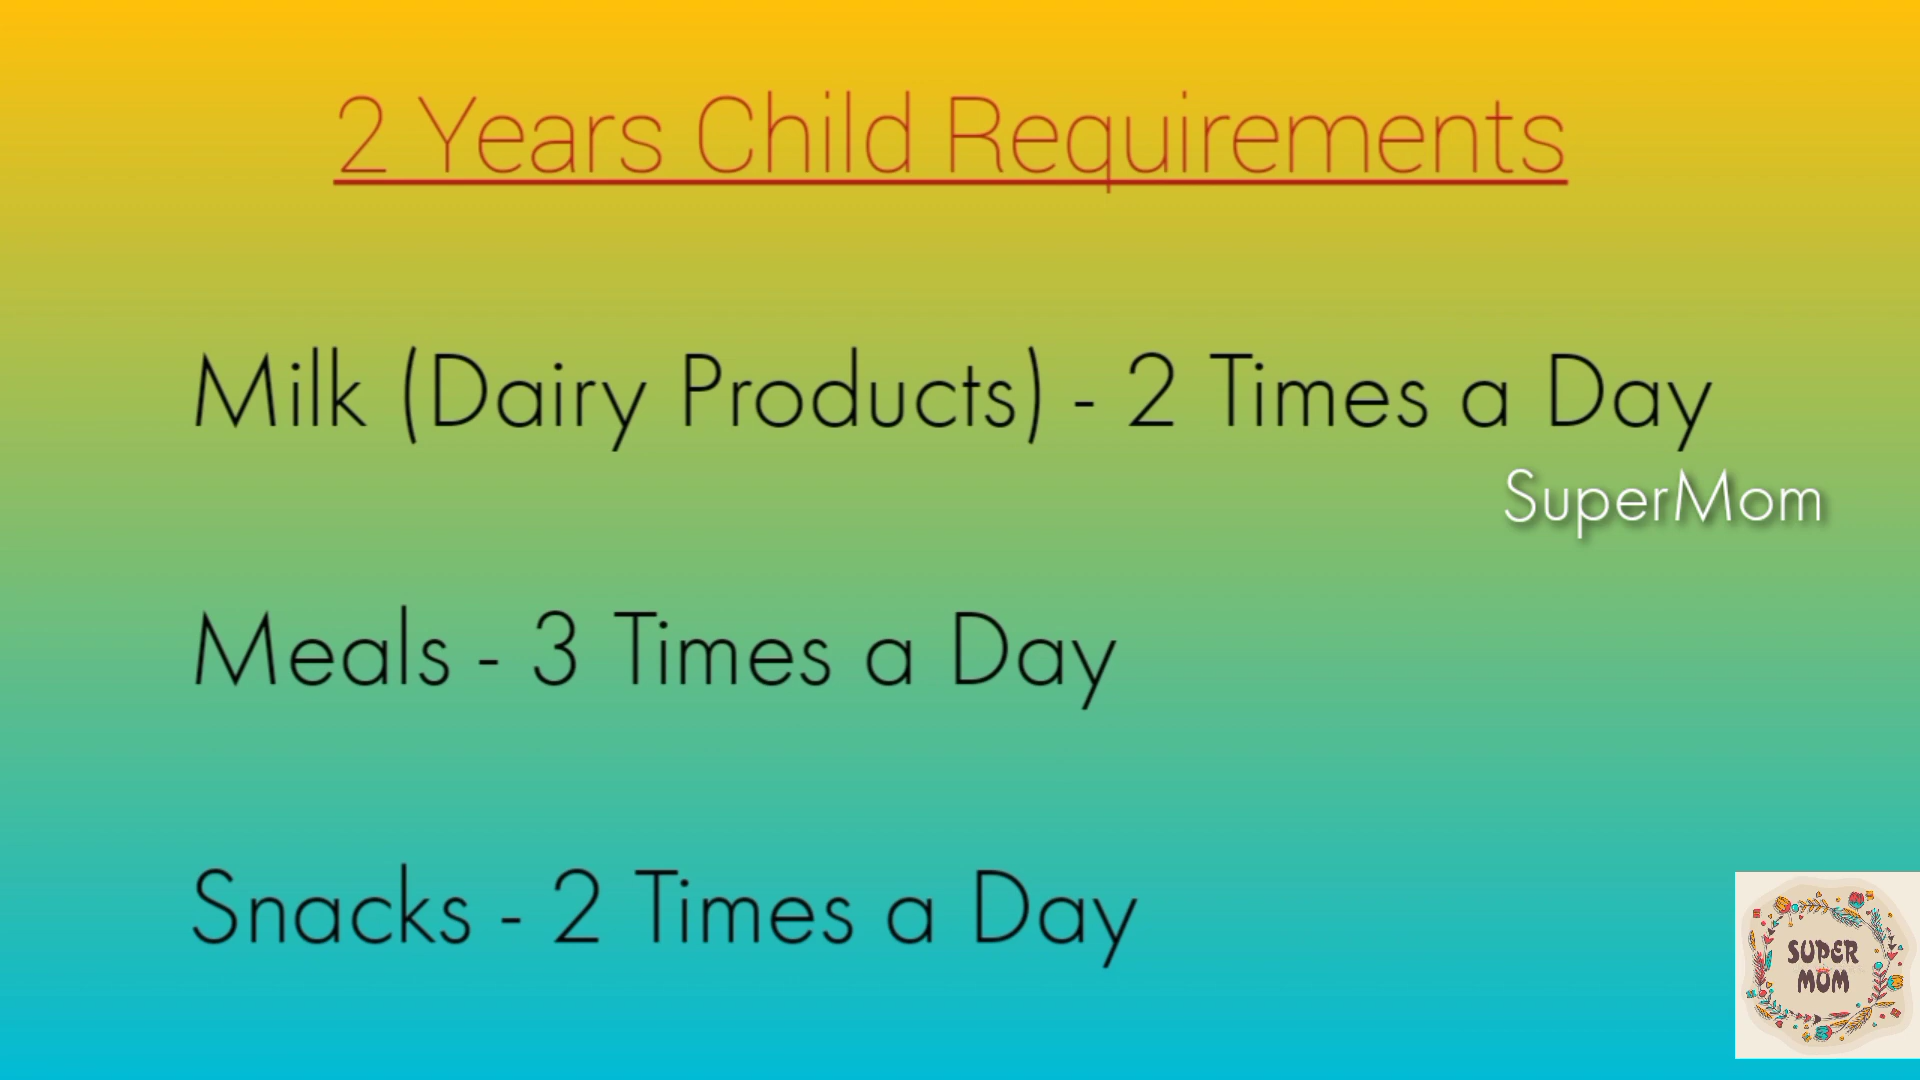 2 Years Child Requirements
Milk (Dairy Products) - 2 Times a Day
SuperMom
Meals - 3 Times a Day
Snacks - 2 Times a Day
SUPER
MOM